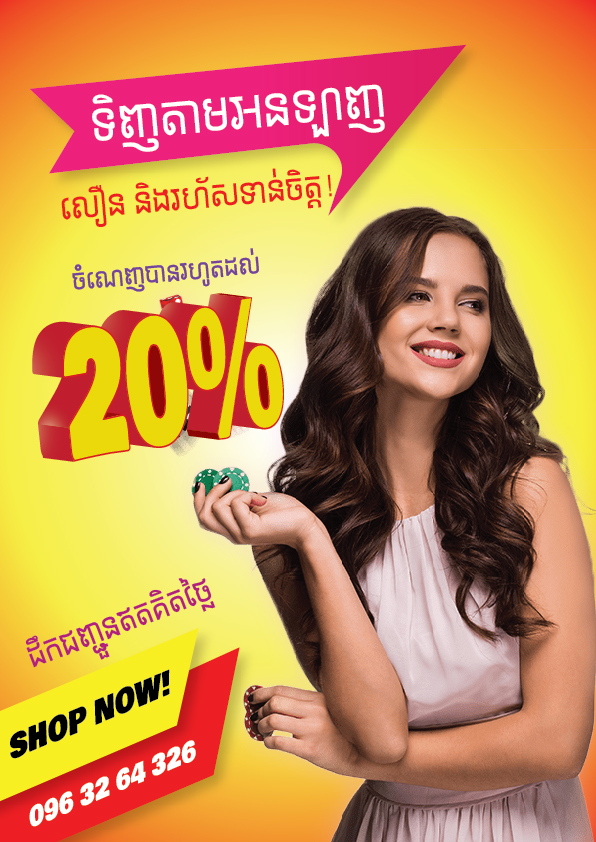 ទិញតាមអនឡាញ
លឿន និងរហ័សទាន់ចិត្ត!
ចំណេញបានរហូតដល់
20%
ដឹកជញ្ជូនឥតគិតថ្លៃ
SHOP NOW!
096 32 64 326